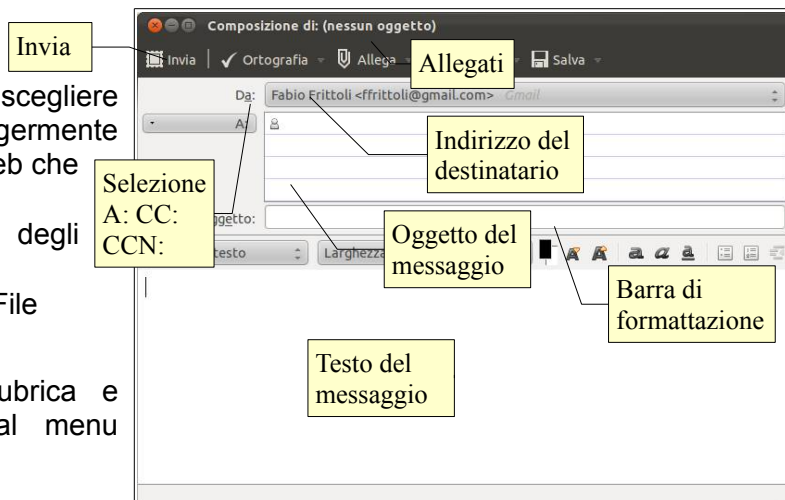 Composizione di: (nessun oggetto)
Invia
Invia Ortografia Allega Salva
Allegati
scegliere
Da: Fabio Frittoli <ffrittoli@gmail.com> Gmail
germente
A:
Indirizzo del
destinatario
eb che
Selezione
A: CC:
CCN:
degli
getto:
Oggetto del
messaggio
testo Larghezza
a a a
Barra di
formattazione
File
Testo del
messaggio
ubrica e
al menu